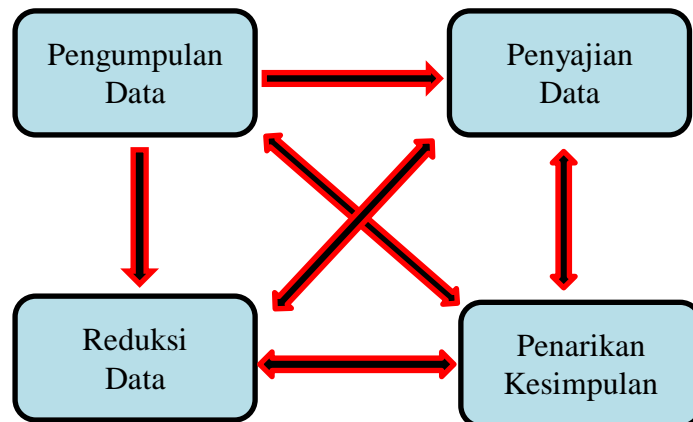 Pengumpulan
Data
Penyajian
Data
Reduksi
Data
Penarikan
Kesimpulan